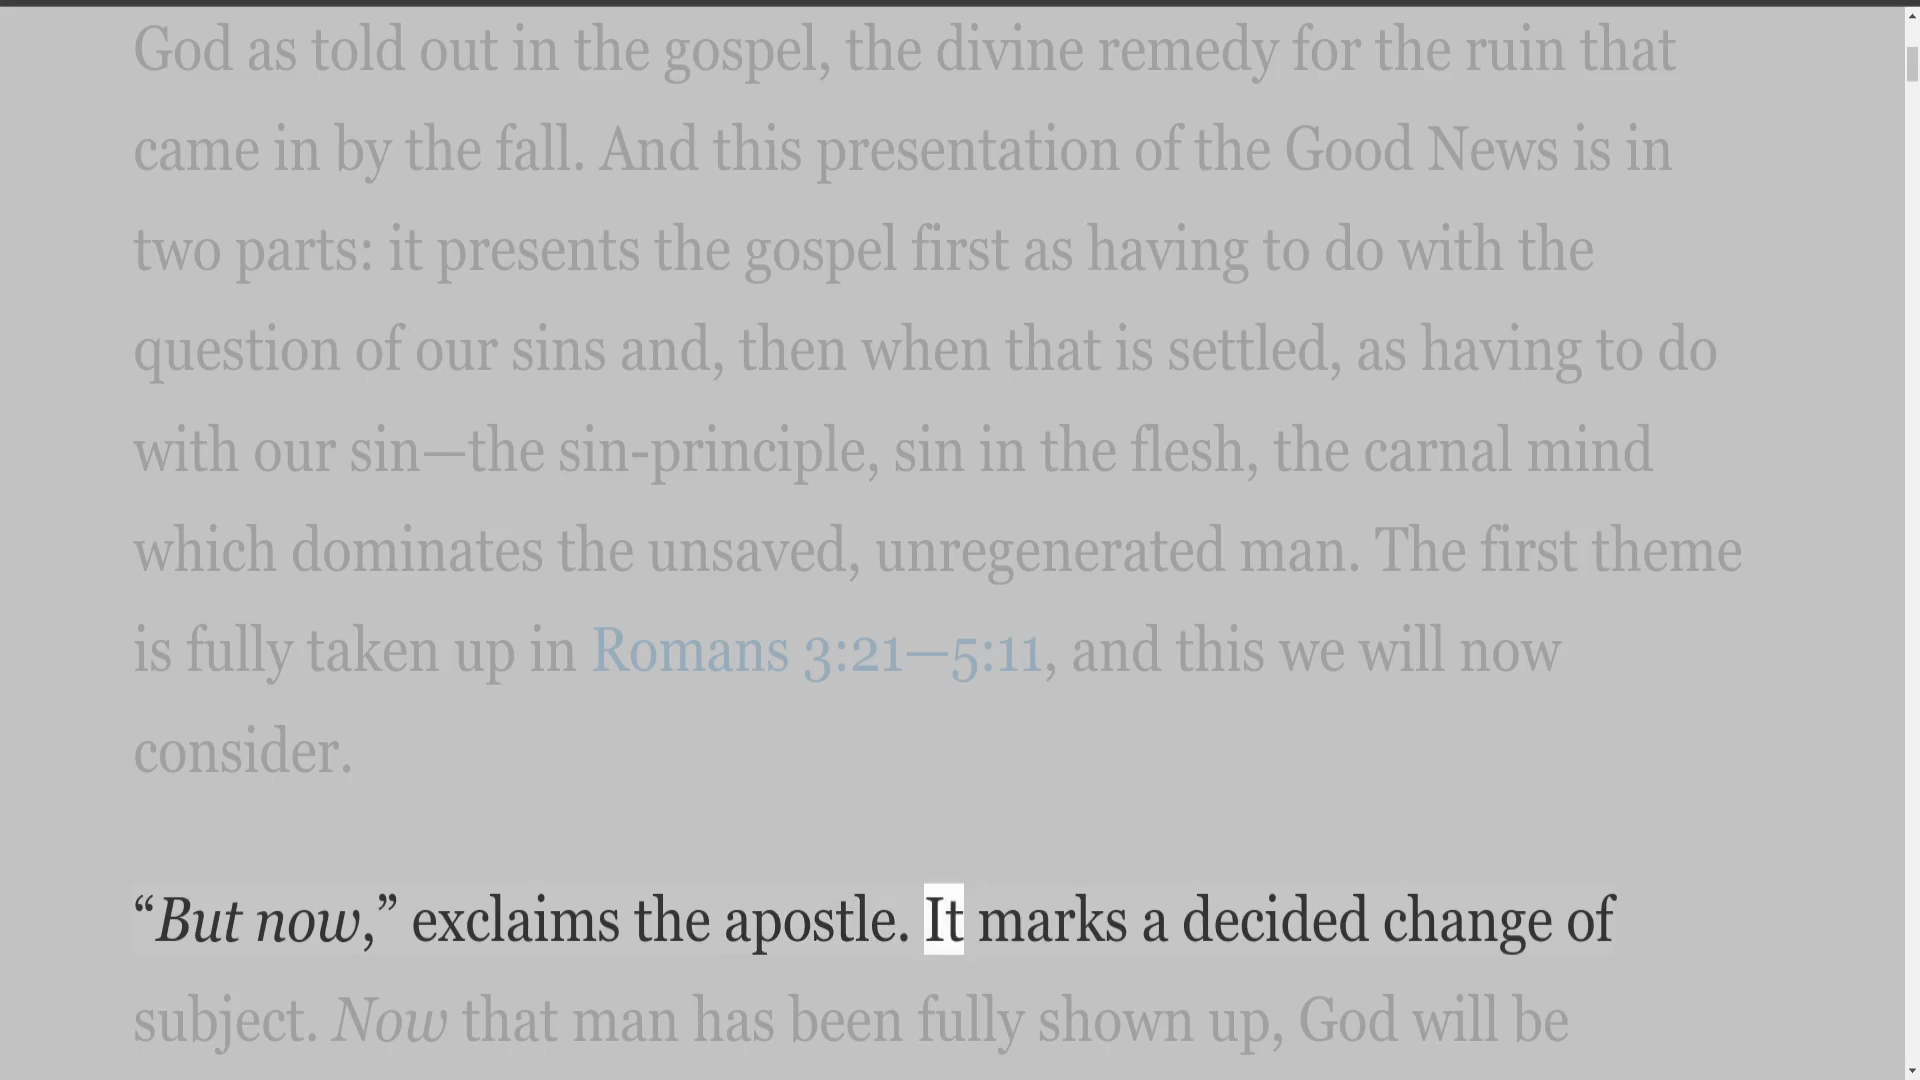 God as told out in the gospel, the divine remedy for the ruin that
came in by the fall. And this presentation of the Good News is in
two parts: it presents the gospel first as having to do with the
question of our sins and, then when that is settled, as having to do
with our sin—the sin-principle, sin in the flesh, the carnal mind
which dominates the unsaved, unregenerated man. The first theme
is fully taken up in Romans 3:21—5:11, and this we will now
consider.
“But now,” exclaims the apostle. It marks a decided change of
subject. Now that man has been fully shown up, God will be